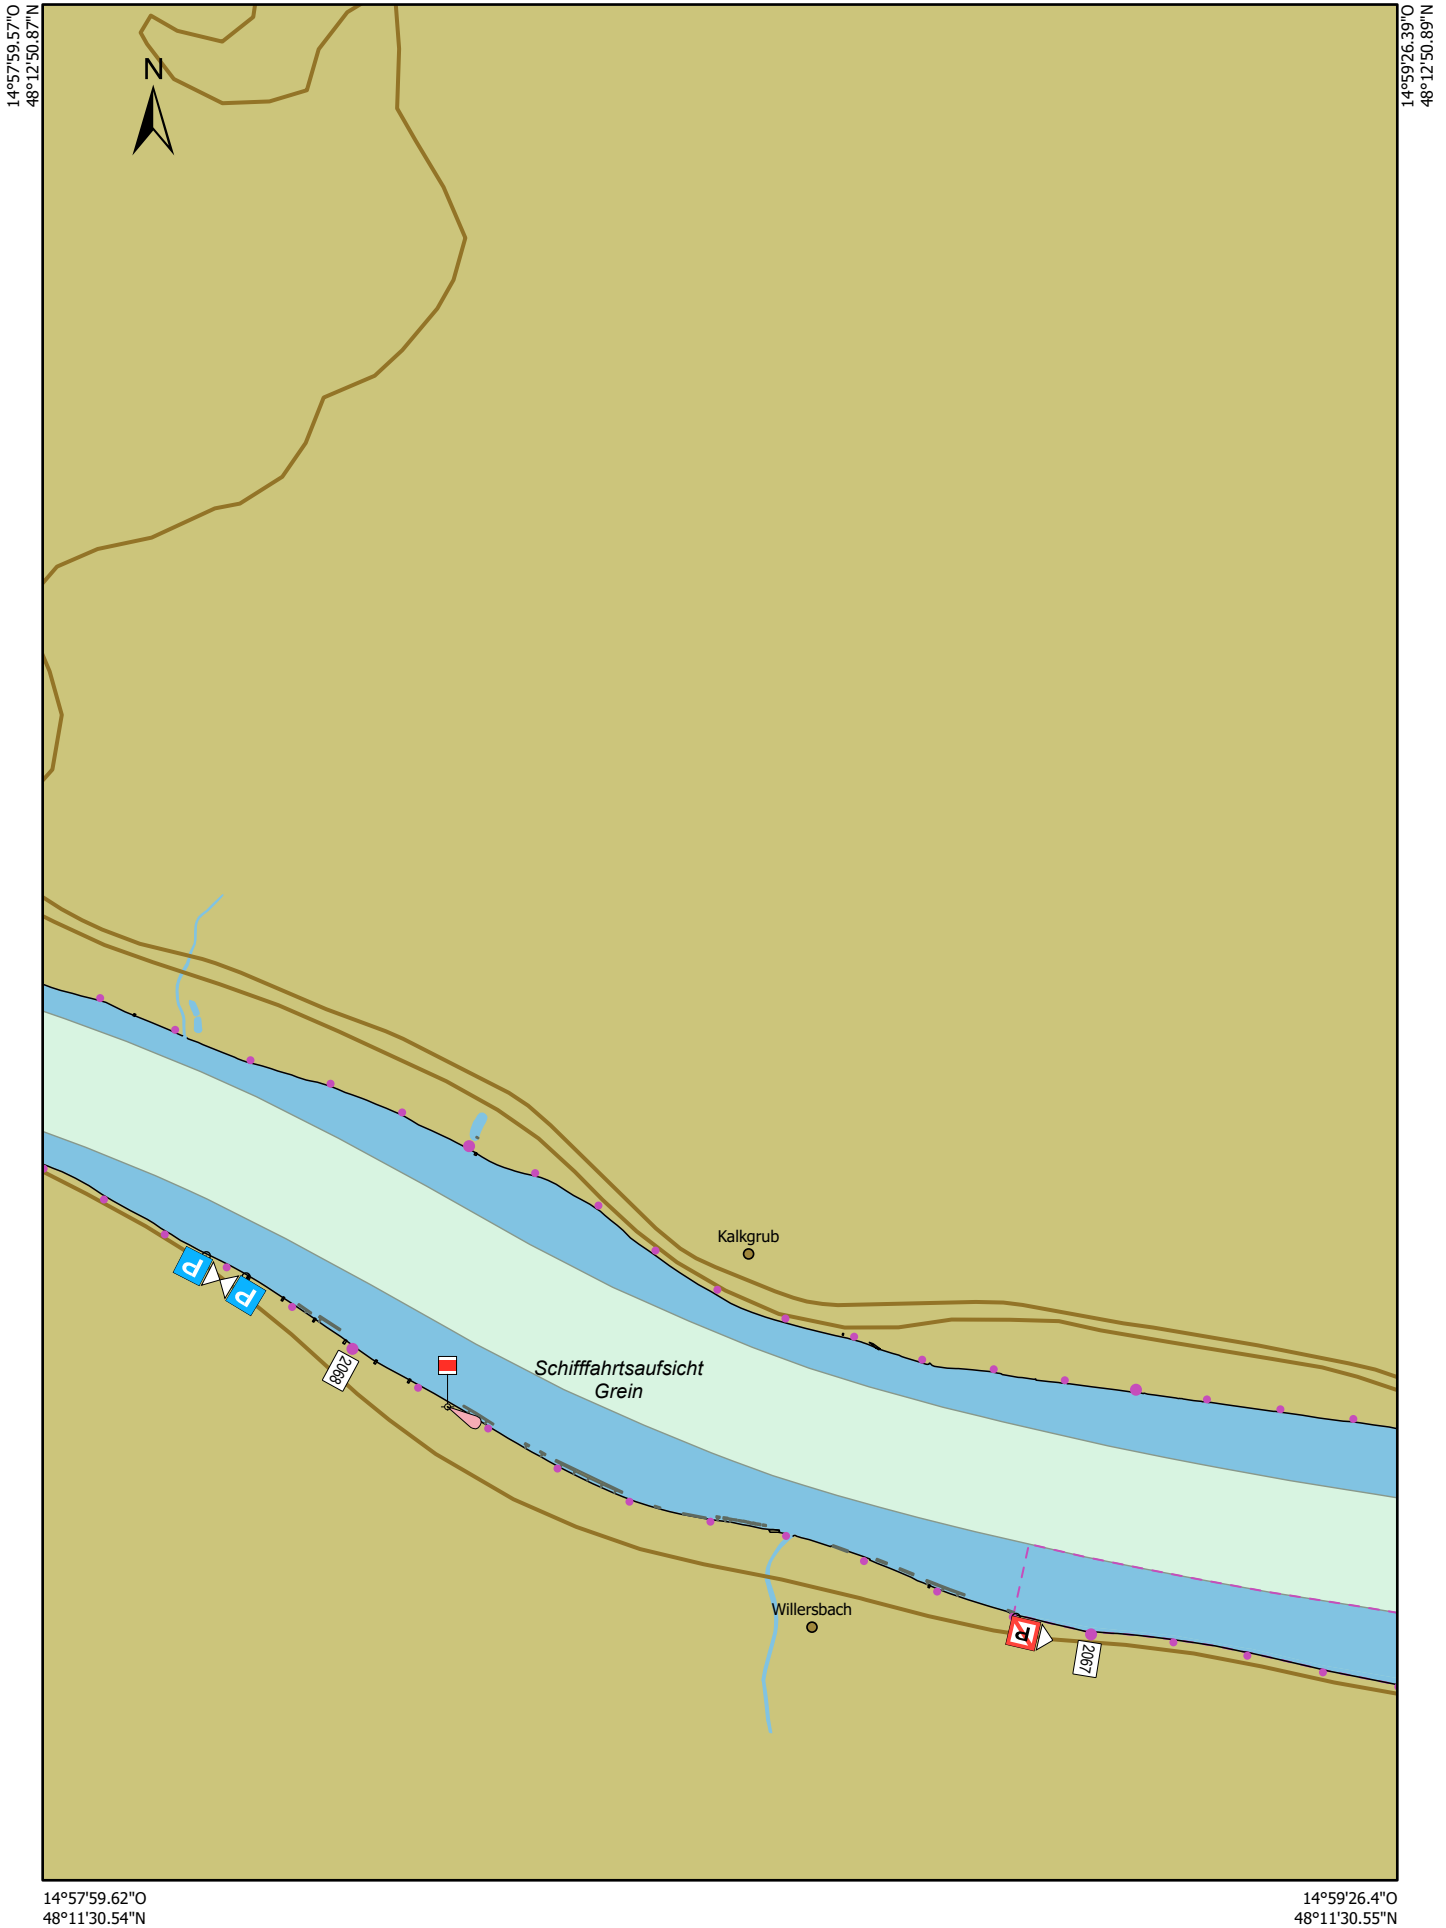 14°57'59.57"O
48°12'50.87"N
14°59'26.39"O
48°12'50.89"N
N
Kalkgrub
P
P
2068
Schifffahrtsaufsicht
Grein
Willersbach
P
2067
14°57'59.62"O
48°11'30.54"N
14°59'26.4"O
48°11'30.55"N